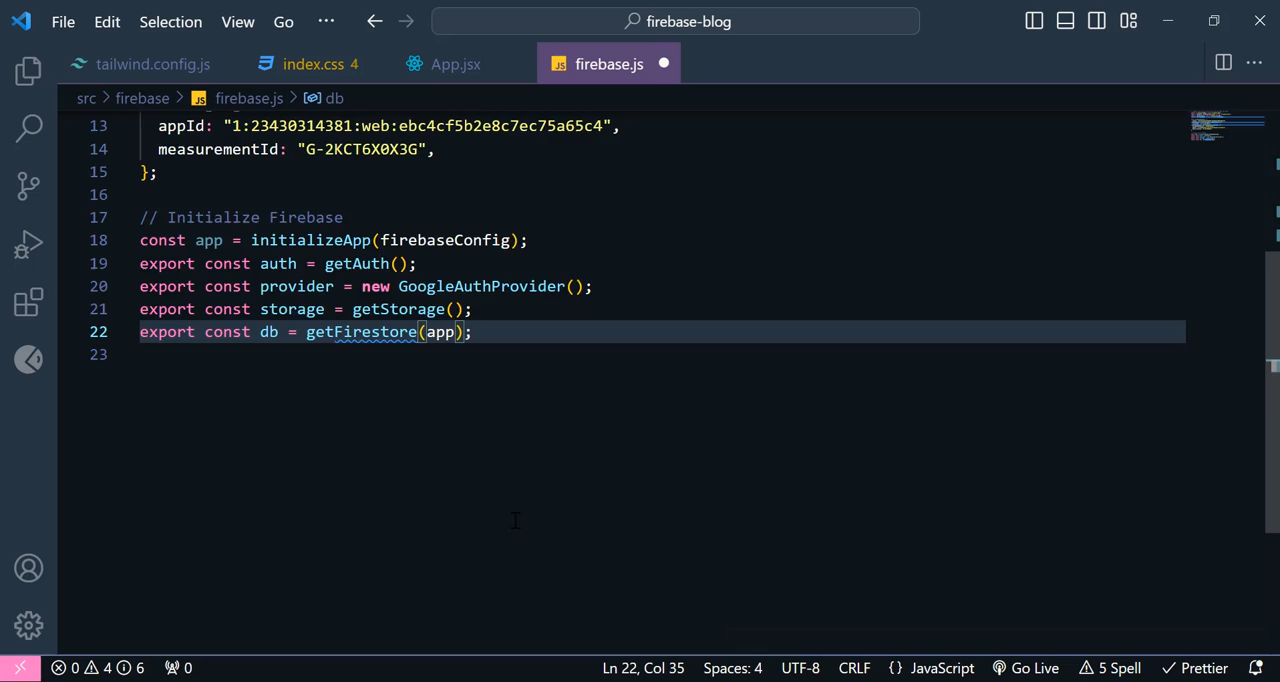 File Edit Selection View Go ··· firebase-blog
tailwind.config.js index.css 4 App.jsx JS firebase.js
src > firebase > JS firebase.js > db
13 appId: "1:23430314381:web:ebc4cf5b2e8c7ec75a65c4",
14 measurementId: "G-2KCT6X0X3G",
15 };
16
17 // Initialize Firebase
18 const app = initializeApp(firebaseConfig);
19 export const auth = getAuth();
20 export const provider = new GoogleAuthProvider();
21 export const storage = getStorage();
22 export const db = getFirestore(app);
23
0 4 6 0 Ln 22, Col 35 Spaces: 4 UTF-8 CRLF {} JavaScript Go Live 5 Spell Prettier